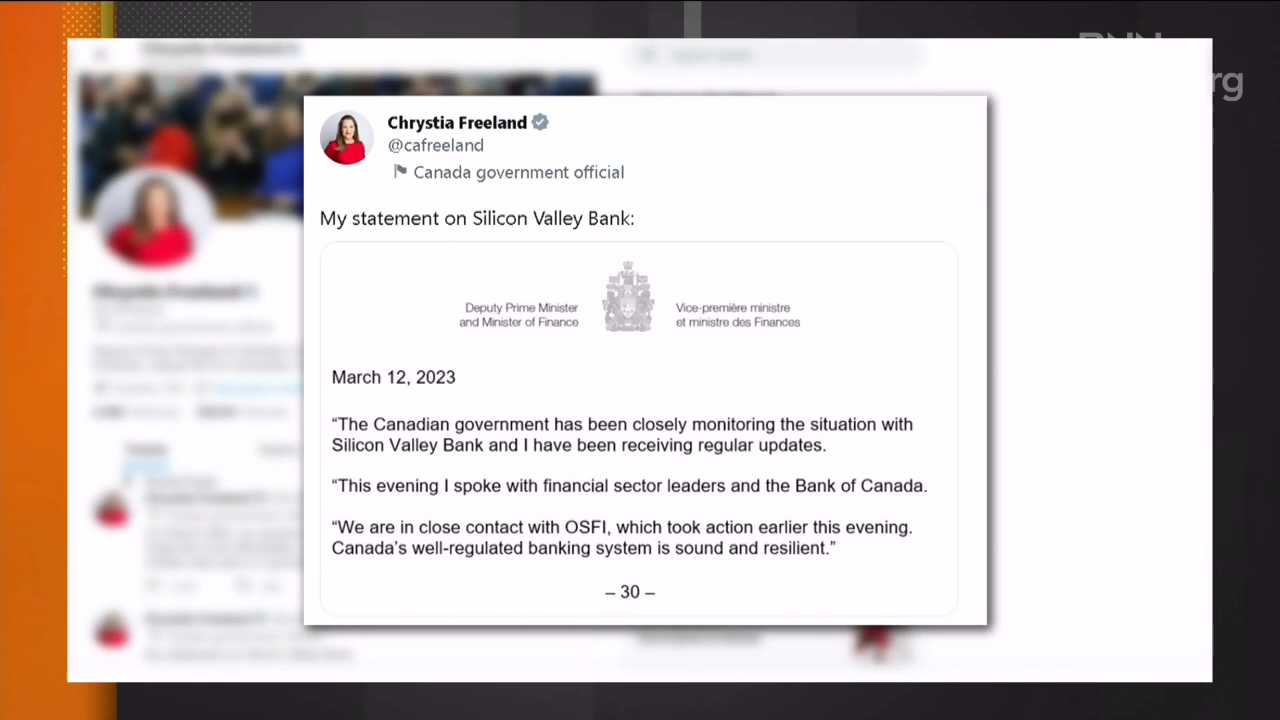 rg
Chrystia Freeland
@cafreeland
Canada government official
My statement on Silicon Valley Bank:
Deputy Prime Minister
and Minister of Finance
Vice-première ministre
et ministre des Finances
March 12, 2023
“The Canadian government has been closely monitoring the situation with
Silicon Valley Bank and I have been receiving regular updates.
“This evening I spoke with financial sector leaders and the Bank of Canada.
“We are in close contact with OSFI, which took action earlier this evening.
Canada’s well-regulated banking system is sound and resilient.”
– 30 –